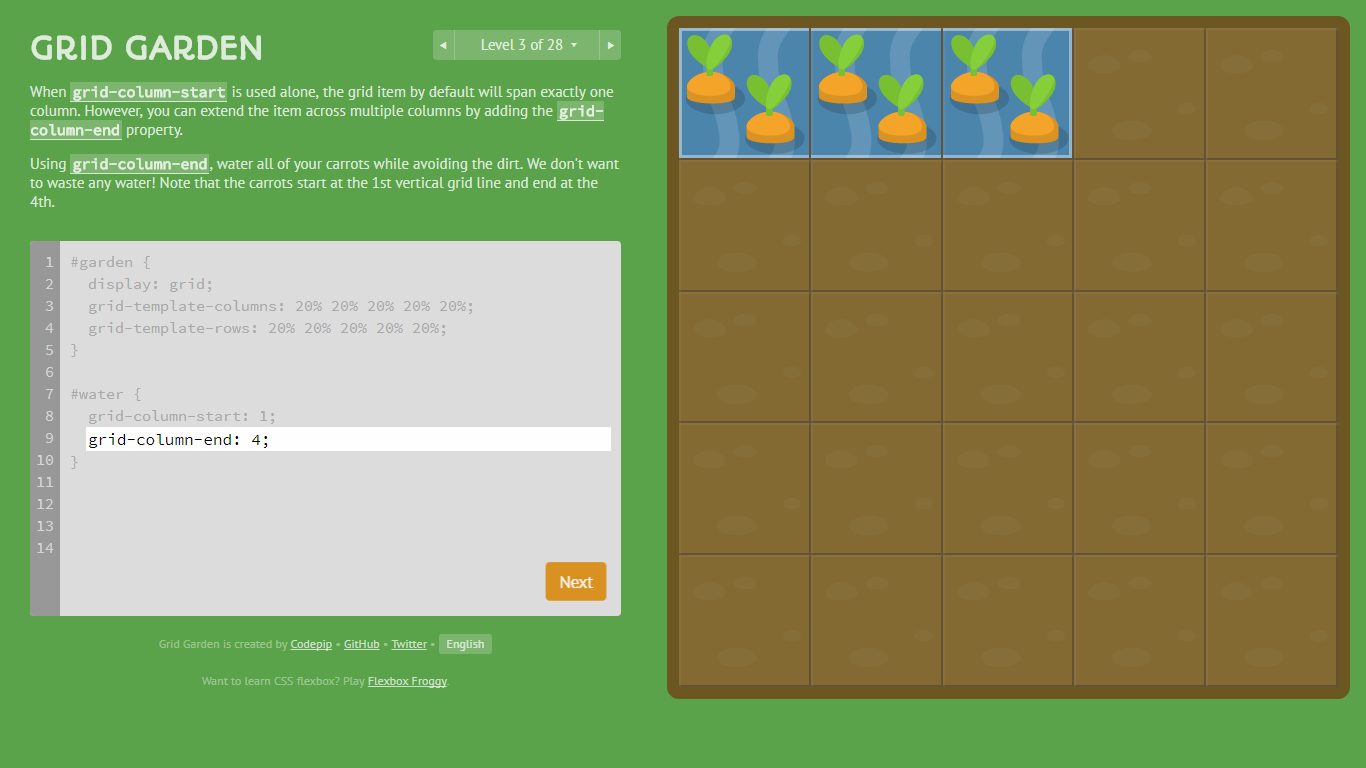 GRID GARDEN
◀ Level 3 of 28 ▾ ▶
When grid-column-start is used alone, the grid item by default will span exactly one
column. However, you can extend the item across multiple columns by adding the grid-
column-end property.
Using grid-column-end, water all of your carrots while avoiding the dirt. We don't want
to waste any water! Note that the carrots start at the 1st vertical grid line and end at the
4th.
1 #garden {
2 display: grid;
3 grid-template-columns: 20% 20% 20% 20% 20%;
4 grid-template-rows: 20% 20% 20% 20% 20%;
5 }
6
7 #water {
8 grid-column-start: 1;
9 grid-column-end: 4;
10 }
11
12
13
14
Next
Grid Garden is created by Codepip • GitHub • Twitter • English
Want to learn CSS flexbox? Play Flexbox Froggy.